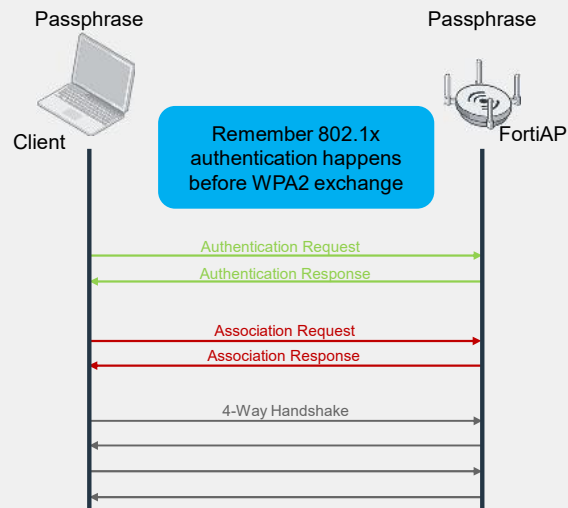 Passphrase
Passphrase
Client
FortiAP
Remember 802.1x
authentication happens
before WPA2 exchange
Authentication Request
Authentication Response
Association Request
Association Response
4-Way Handshake